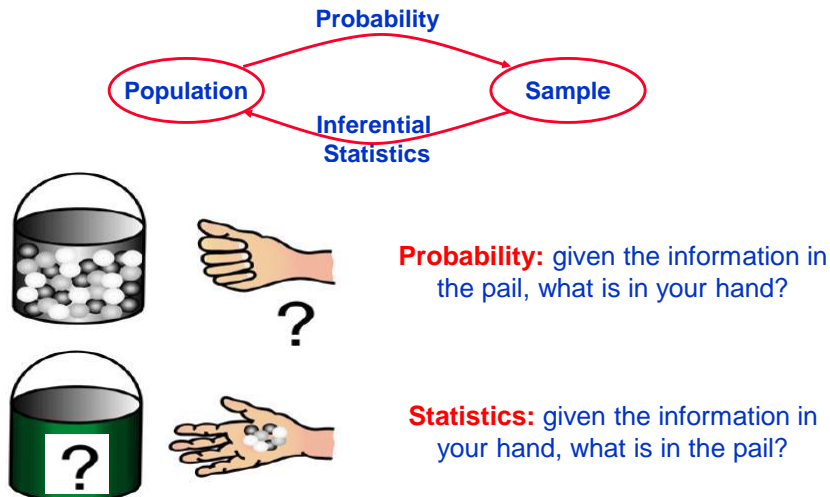 Probability
Population
Sample
Inferential
Statistics
Probability: given the information in
the pail, what is in your hand?
?
Statistics: given the information in
your hand, what is in the pail?
?